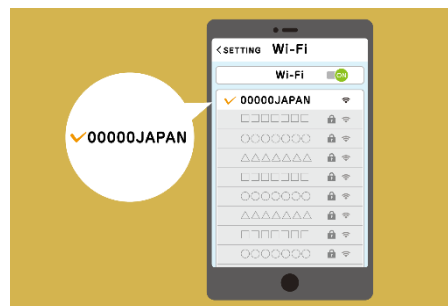 <SETTING Wi-Fi
Wi-Fi ON
✓ 00000JAPAN
□□□□□□□
○○○○○○○
△△△△△△△
□□□□□□□
○○○○○○○
△△△△△△△
□□□□□□□
○○○○○○○
✓00000JAPAN